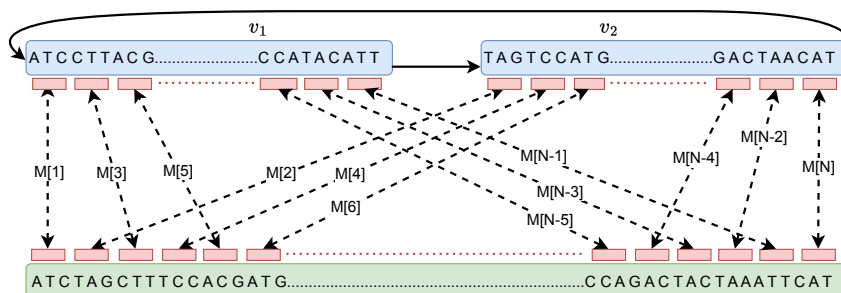 v₁ v₂
ATCCTTACG......................CCATACATT TAGTCCATG......................GACTAACAT
M[1] M[3] M[5] M[2] M[4] M[6] M[N-1] M[N-3] M[N-5] M[N-4] M[N-2] M[N]
ATCTAGCTTTCCACGATG................................................................CCAGACTACTAAATTCAT